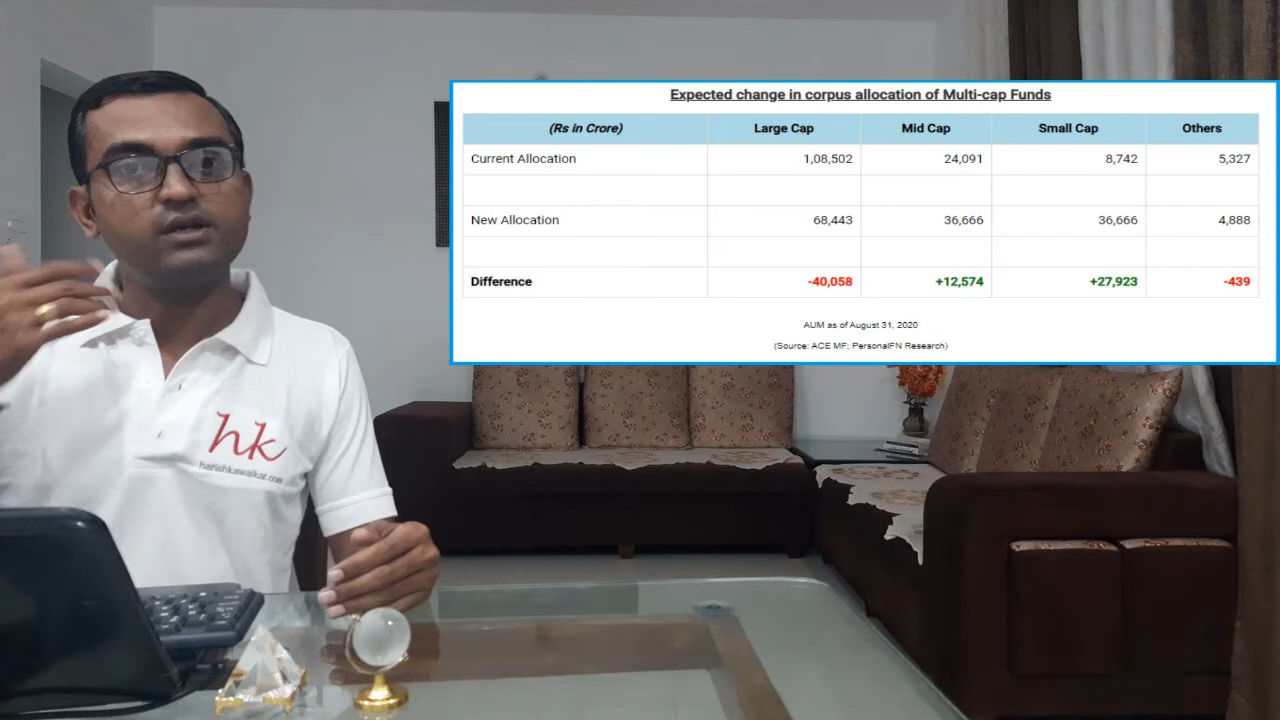 Expected change in corpus allocation of Multi-cap Funds
(Rs in Crore) Large Cap Mid Cap Small Cap Others
Current Allocation 1,08,502 24,091 8,742 5,327
New Allocation 68,443 36,666 36,666 4,888
Difference -40,058 +12,574 +27,923 -439
AUM as of August 31, 2020
(Source: ACE MF; PersonalFN Research)
hk
harishkawalkar.com